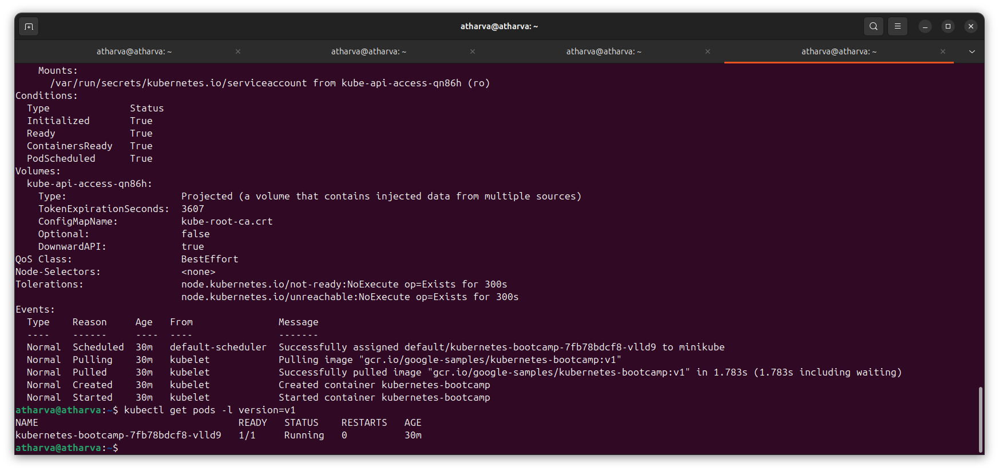 atharva@atharva: ~
atharva@atharva: ~ atharva@atharva: ~ atharva@atharva: ~ atharva@atharva: ~
    Mounts:
      /var/run/secrets/kubernetes.io/serviceaccount from kube-api-access-qn86h (ro)
Conditions:
  Type              Status
  Initialized       True
  Ready             True
  ContainersReady   True
  PodScheduled      True
Volumes:
  kube-api-access-qn86h:
    Type:                    Projected (a volume that contains injected data from multiple sources)
    TokenExpirationSeconds:  3607
    ConfigMapName:           kube-root-ca.crt
    Optional:                false
    DownwardAPI:             true
QoS Class:                   BestEffort
Node-Selectors:              <none>
Tolerations:                 node.kubernetes.io/not-ready:NoExecute op=Exists for 300s
                             node.kubernetes.io/unreachable:NoExecute op=Exists for 300s
Events:
  Type    Reason     Age   From               Message
  ----    ------     ----  ----               -------
  Normal  Scheduled  30m   default-scheduler  Successfully assigned default/kubernetes-bootcamp-7fb78bdcf8-vlld9 to minikube
  Normal  Pulling    30m   kubelet            Pulling image "gcr.io/google-samples/kubernetes-bootcamp:v1"
  Normal  Pulled     30m   kubelet            Successfully pulled image "gcr.io/google-samples/kubernetes-bootcamp:v1" in 1.783s (1.783s including waiting)
  Normal  Created    30m   kubelet            Created container kubernetes-bootcamp
  Normal  Started    30m   kubelet            Started container kubernetes-bootcamp
atharva@atharva:~$ kubectl get pods -l version=v1
NAME                                   READY   STATUS    RESTARTS   AGE
kubernetes-bootcamp-7fb78bdcf8-vlld9   1/1     Running   0          30m
atharva@atharva:~$